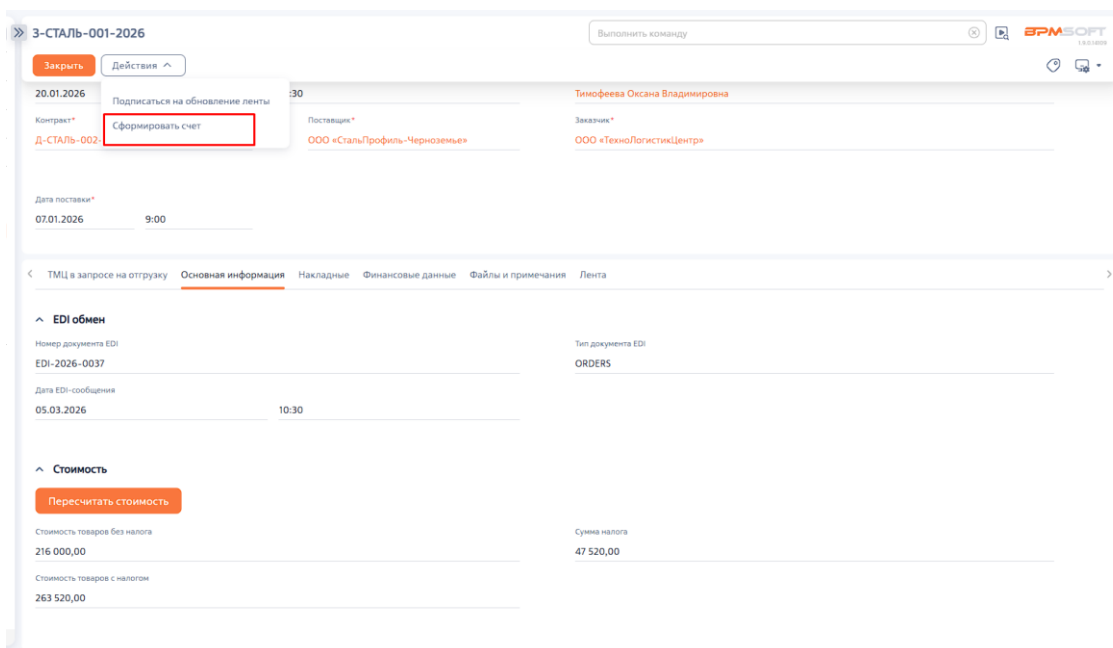 З-СТАЛЬ-001-2026
Выполнить команду
BPMSOFT
Закрыть Действия
20.01.2026 :30 Тимофеева Оксана Владимировна
Подписаться на обновление ленты
Контракт* Поставщик* Заказчик*
Сформировать счет
Д-СТАЛЬ-002- ООО «СтальПрофиль-Черноземье» ООО «ТехноЛогистикЦентр»
Дата поставки*
07.01.2026 9:00
ТМЦ в запросе на отгрузку Основная информация Накладные Финансовые данные Файлы и примечания Лента
EDI обмен
Номер документа EDI Тип документа EDI
EDI-2026-0037 ORDERS
Дата EDI-сообщения
05.03.2026 10:30
Стоимость
Пересчитать стоимость
Стоимость товаров без налога Сумма налога
216 000,00 47 520,00
Стоимость товаров с налогом
263 520,00